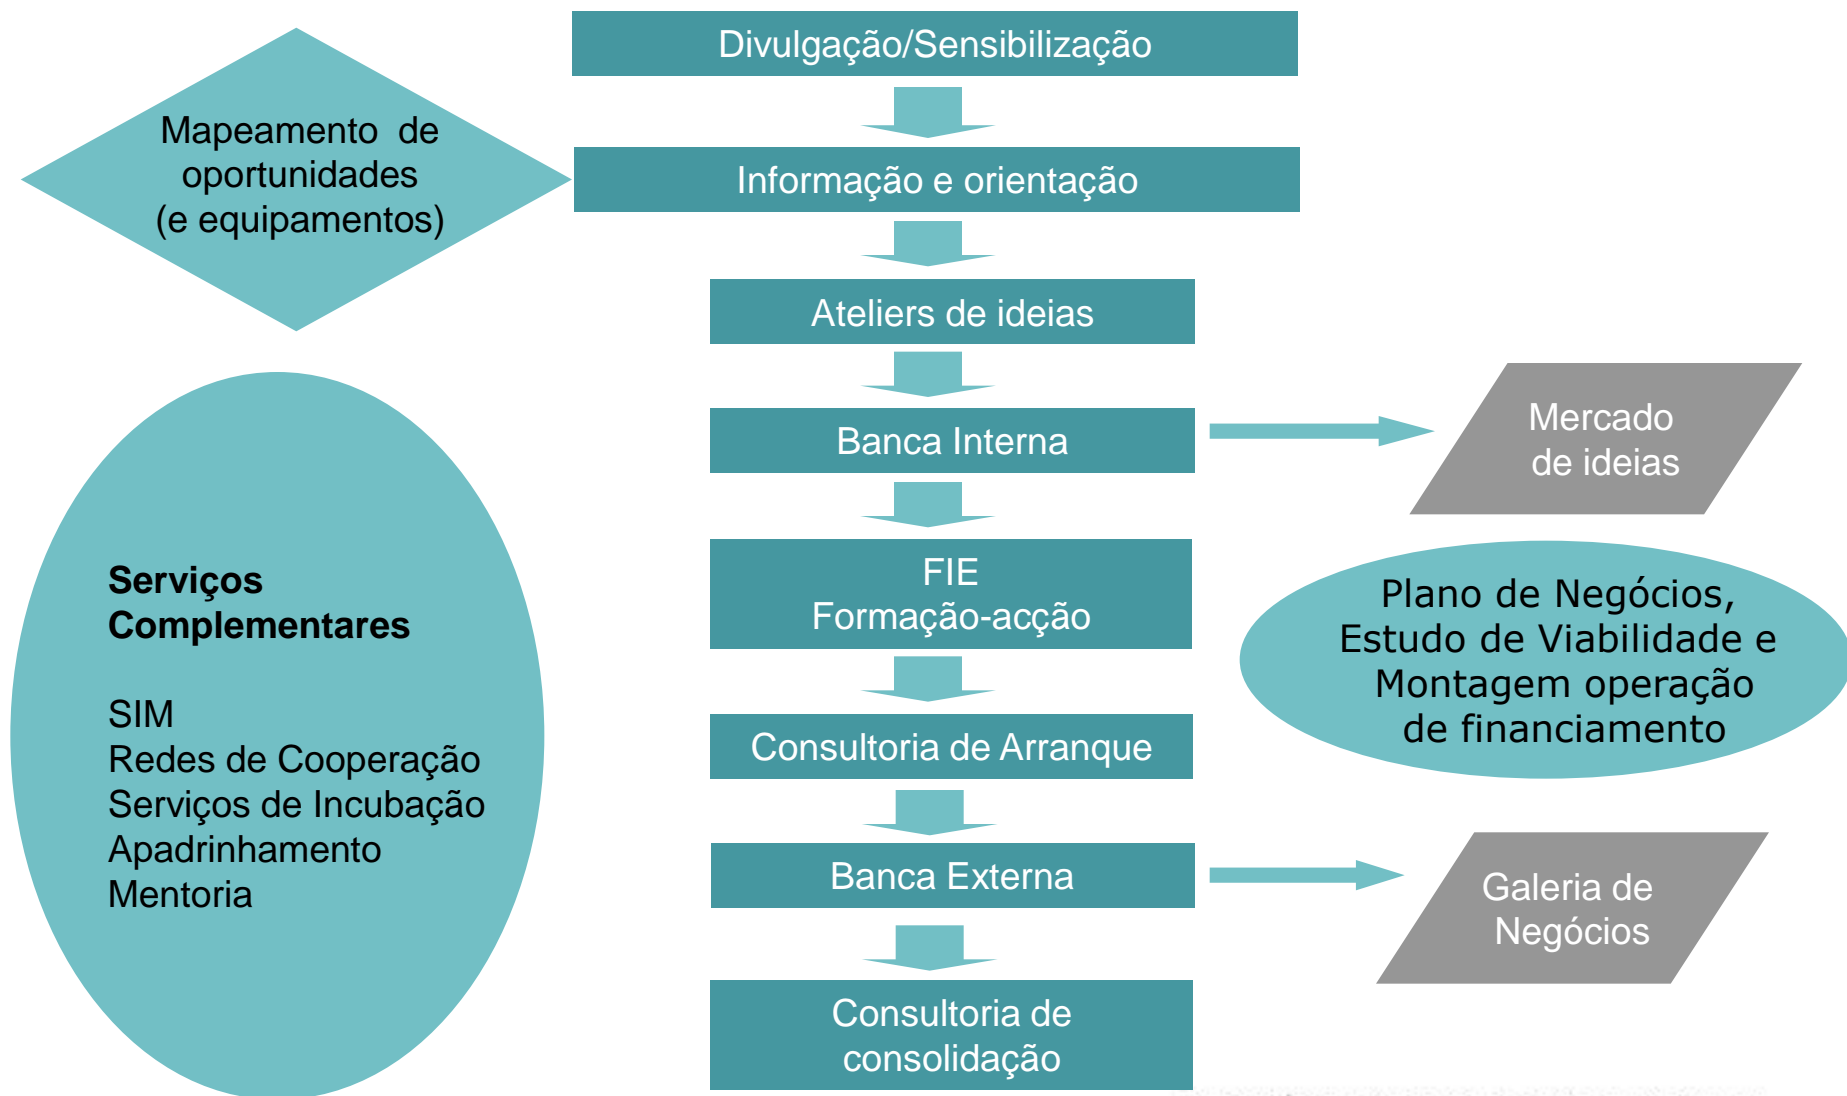 Divulgação/Sensibilização
Mapeamento de
oportunidades
(e equipamentos)
Informação e orientação
Ateliers de ideias
Banca Interna
Mercado
de ideias
FIE
Formação-acção
Plano de Negócios,
Estudo de Viabilidade e
Montagem operação
de financiamento
Serviços
Complementares
SIM
Redes de Cooperação
Serviços de Incubação
Apadrinhamento
Mentoria
Consultoria de Arranque
Banca Externa
Galeria de
Negócios
Consultoria de
consolidação